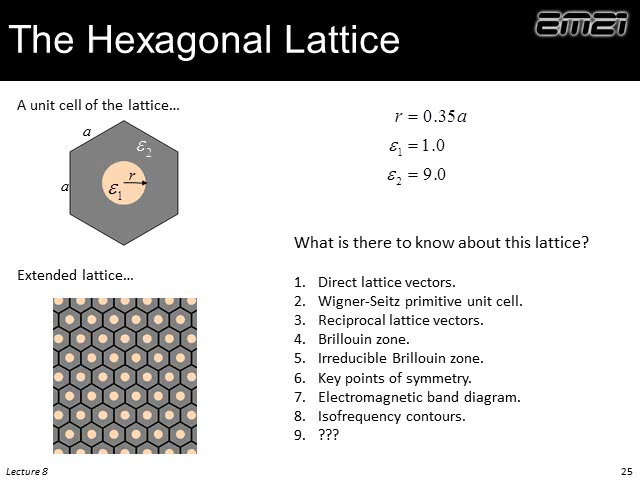 The Hexagonal Lattice
EM21
A unit cell of the lattice…
a
ε₂
a
r
ε₁
r = 0.35a
ε₁ = 1.0
ε₂ = 9.0
What is there to know about this lattice?
Extended lattice…
1. Direct lattice vectors.
2. Wigner-Seitz primitive unit cell.
3. Reciprocal lattice vectors.
4. Brillouin zone.
5. Irreducible Brillouin zone.
6. Key points of symmetry.
7. Electromagnetic band diagram.
8. Isofrequency contours.
9. ???
Lecture 8
25